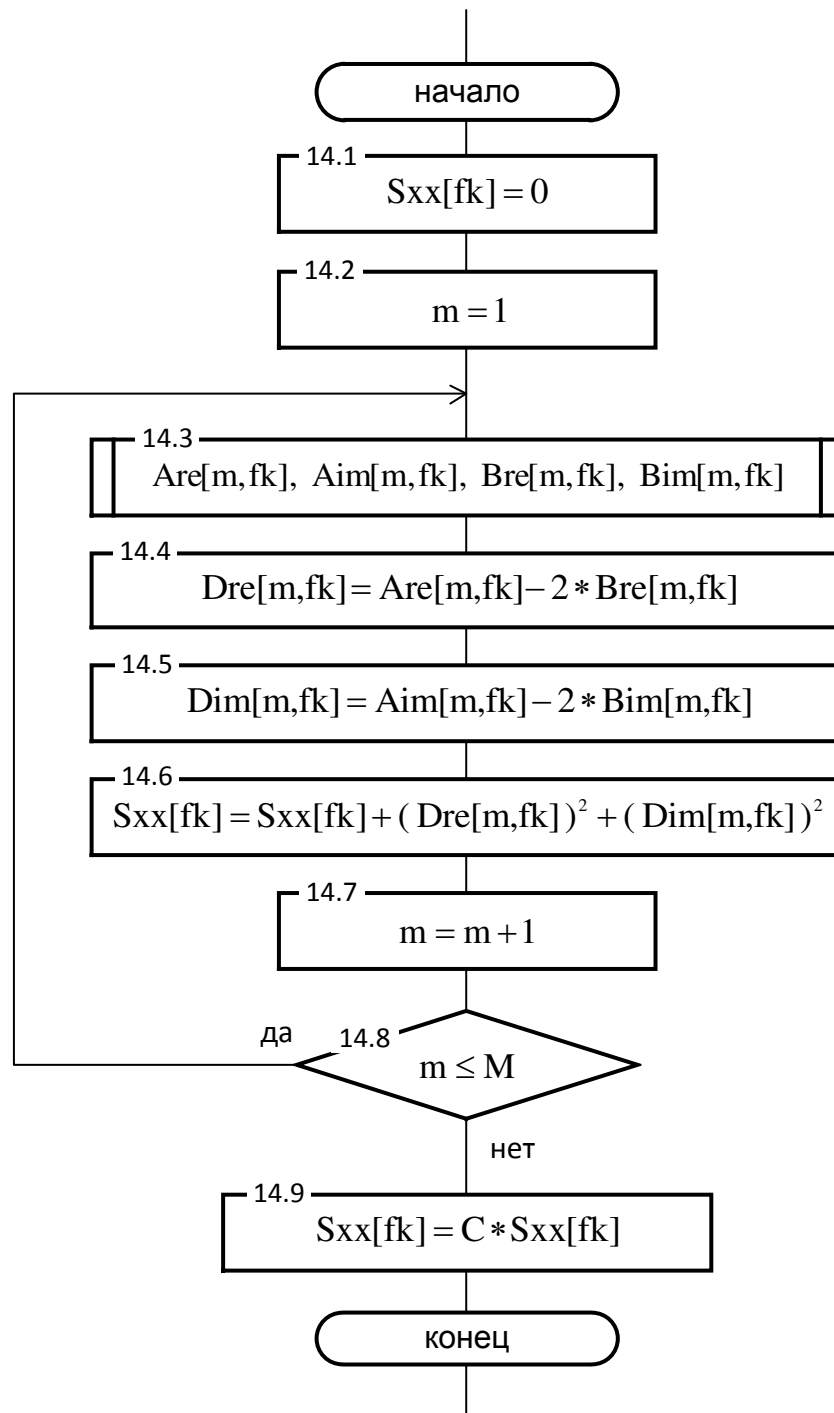 начало
14.1
Sxx[fk] = 0
14.2
m = 1
14.3
Are[m,fk], Aim[m,fk], Bre[m,fk], Bim[m,fk]
14.4
Dre[m,fk] = Are[m,fk] − 2 * Bre[m,fk]
14.5
Dim[m,fk] = Aim[m,fk] − 2 * Bim[m,fk]
14.6
Sxx[fk] = Sxx[fk] + ( Dre[m,fk])² + ( Dim[m,fk])²
14.7
m = m + 1
да
14.8
m ≤ M
нет
14.9
Sxx[fk] = C * Sxx[fk]
конец